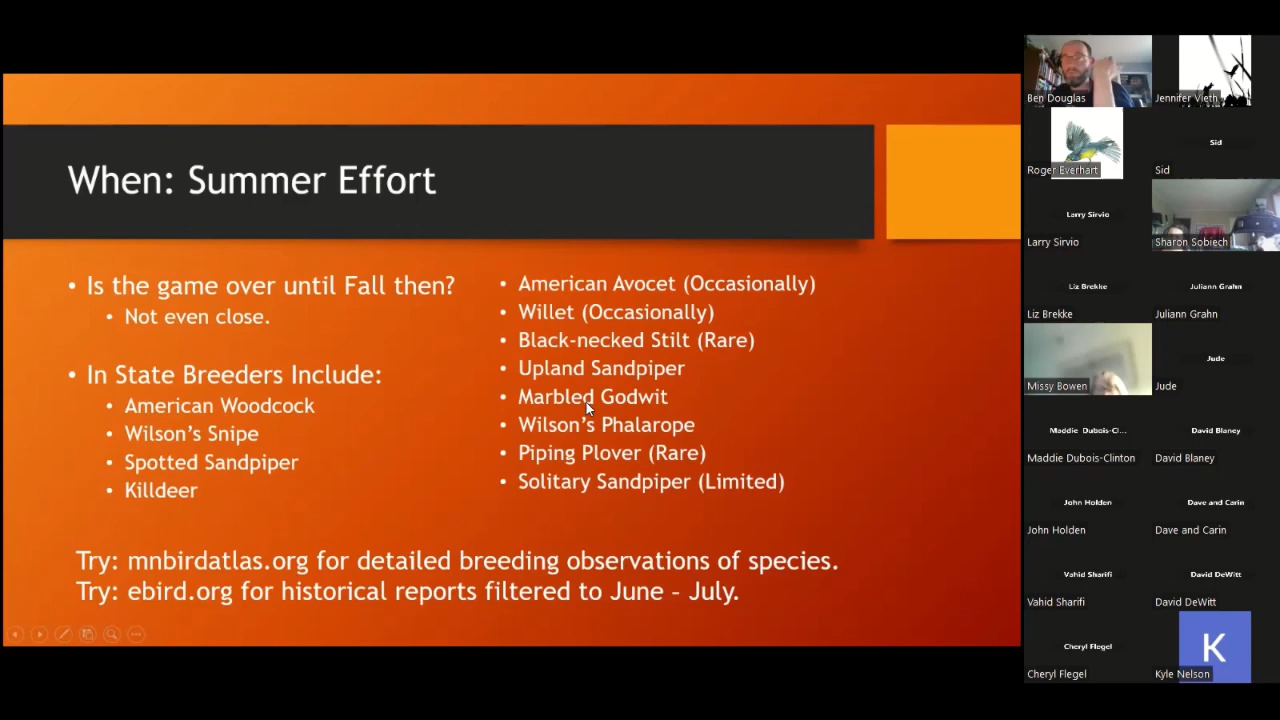 When: Summer Effort
• Is the game over until Fall then?
• Not even close.
• In State Breeders Include:
• American Woodcock
• Wilson's Snipe
• Spotted Sandpiper
• Killdeer
• American Avocet (Occasionally)
• Willet (Occasionally)
• Black-necked Stilt (Rare)
• Upland Sandpiper
• Marbled Godwit
• Wilson's Phalarope
• Piping Plover (Rare)
• Solitary Sandpiper (Limited)
Try: mnbirdatlas.org for detailed breeding observations of species.
Try: ebird.org for historical reports filtered to June – July.
Ben Douglas
Jennifer Vieth
Roger Everhart
Sid
Sid
Larry Sirvio
Larry Sirvio
Sharon Sobiech
Liz Brekke
Liz Brekke
Juliann Grahn
Juliann Grahn
Missy Bowen
Jude
Jude
Maddie Dubois-Cl...
Maddie Dubois-Clinton
David Blaney
David Blaney
John Holden
John Holden
Dave and Carin
Dave and Carin
Vahid Sharifi
Vahid Sharifi
David DeWitt
David DeWitt
Cheryl Flegel
Cheryl Flegel
K
Kyle Nelson